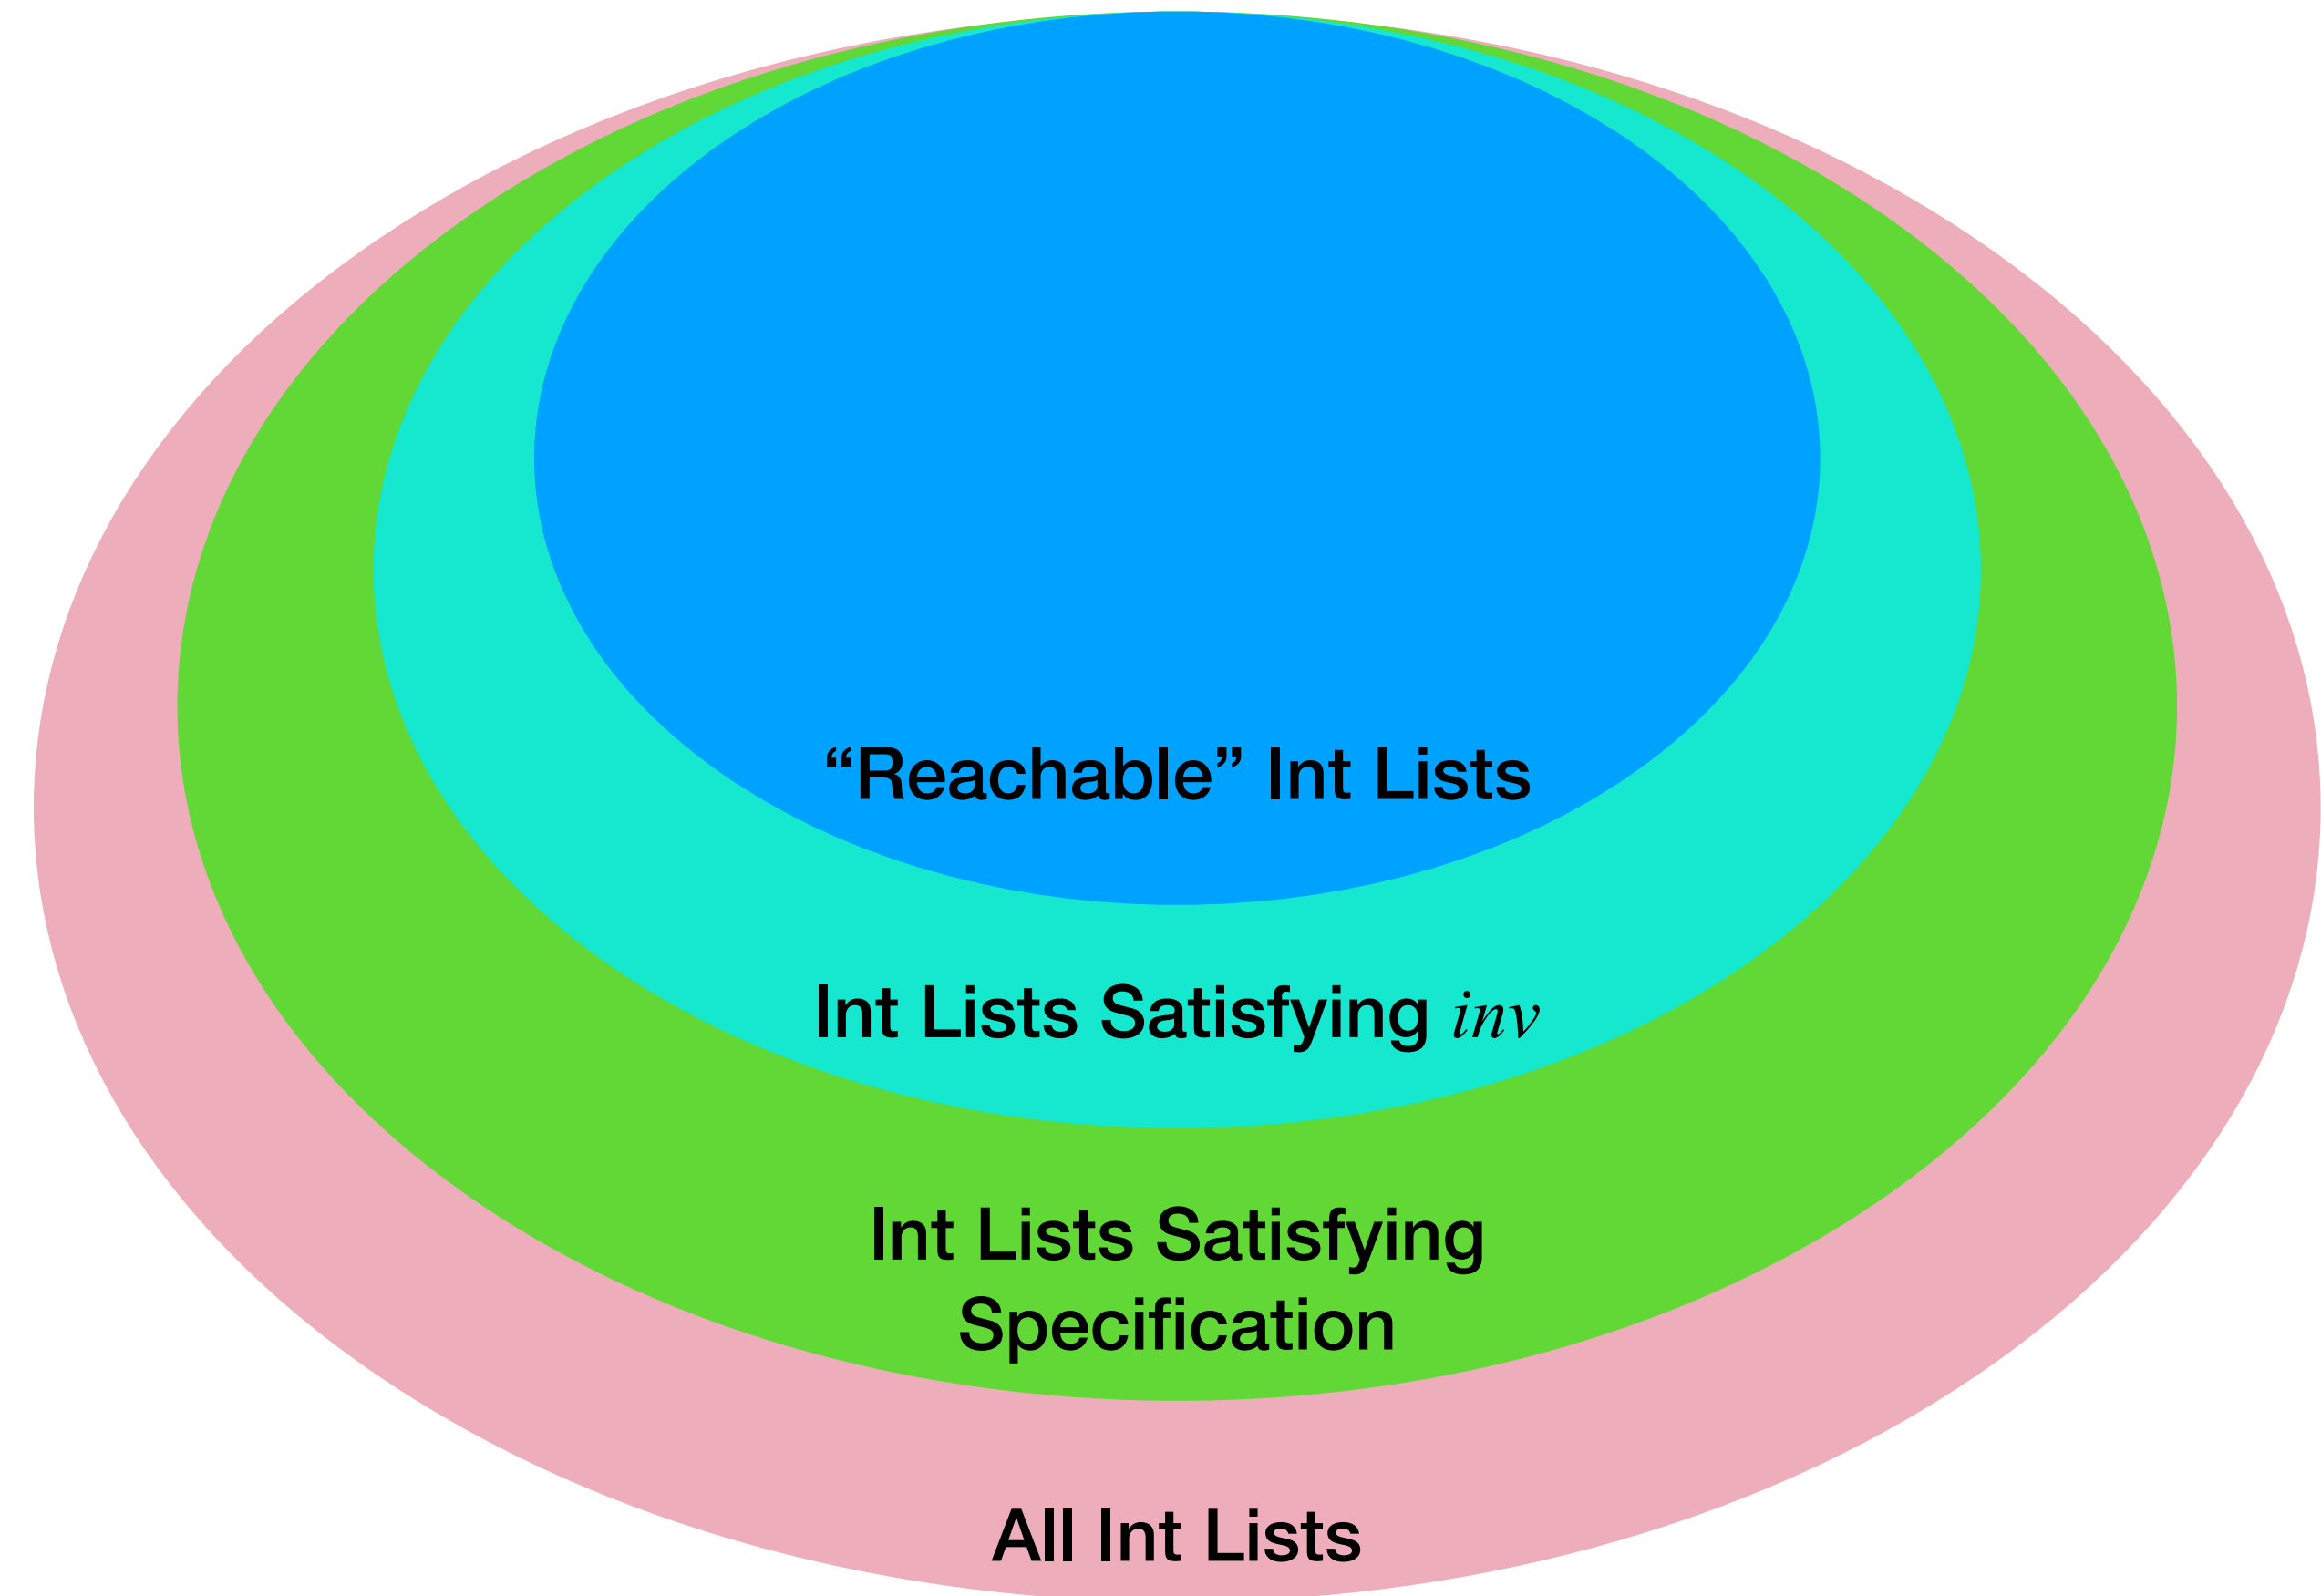 “Reachable” Int Lists
Int Lists Satisfying inv
Int Lists Satisfying
Specification
All Int Lists